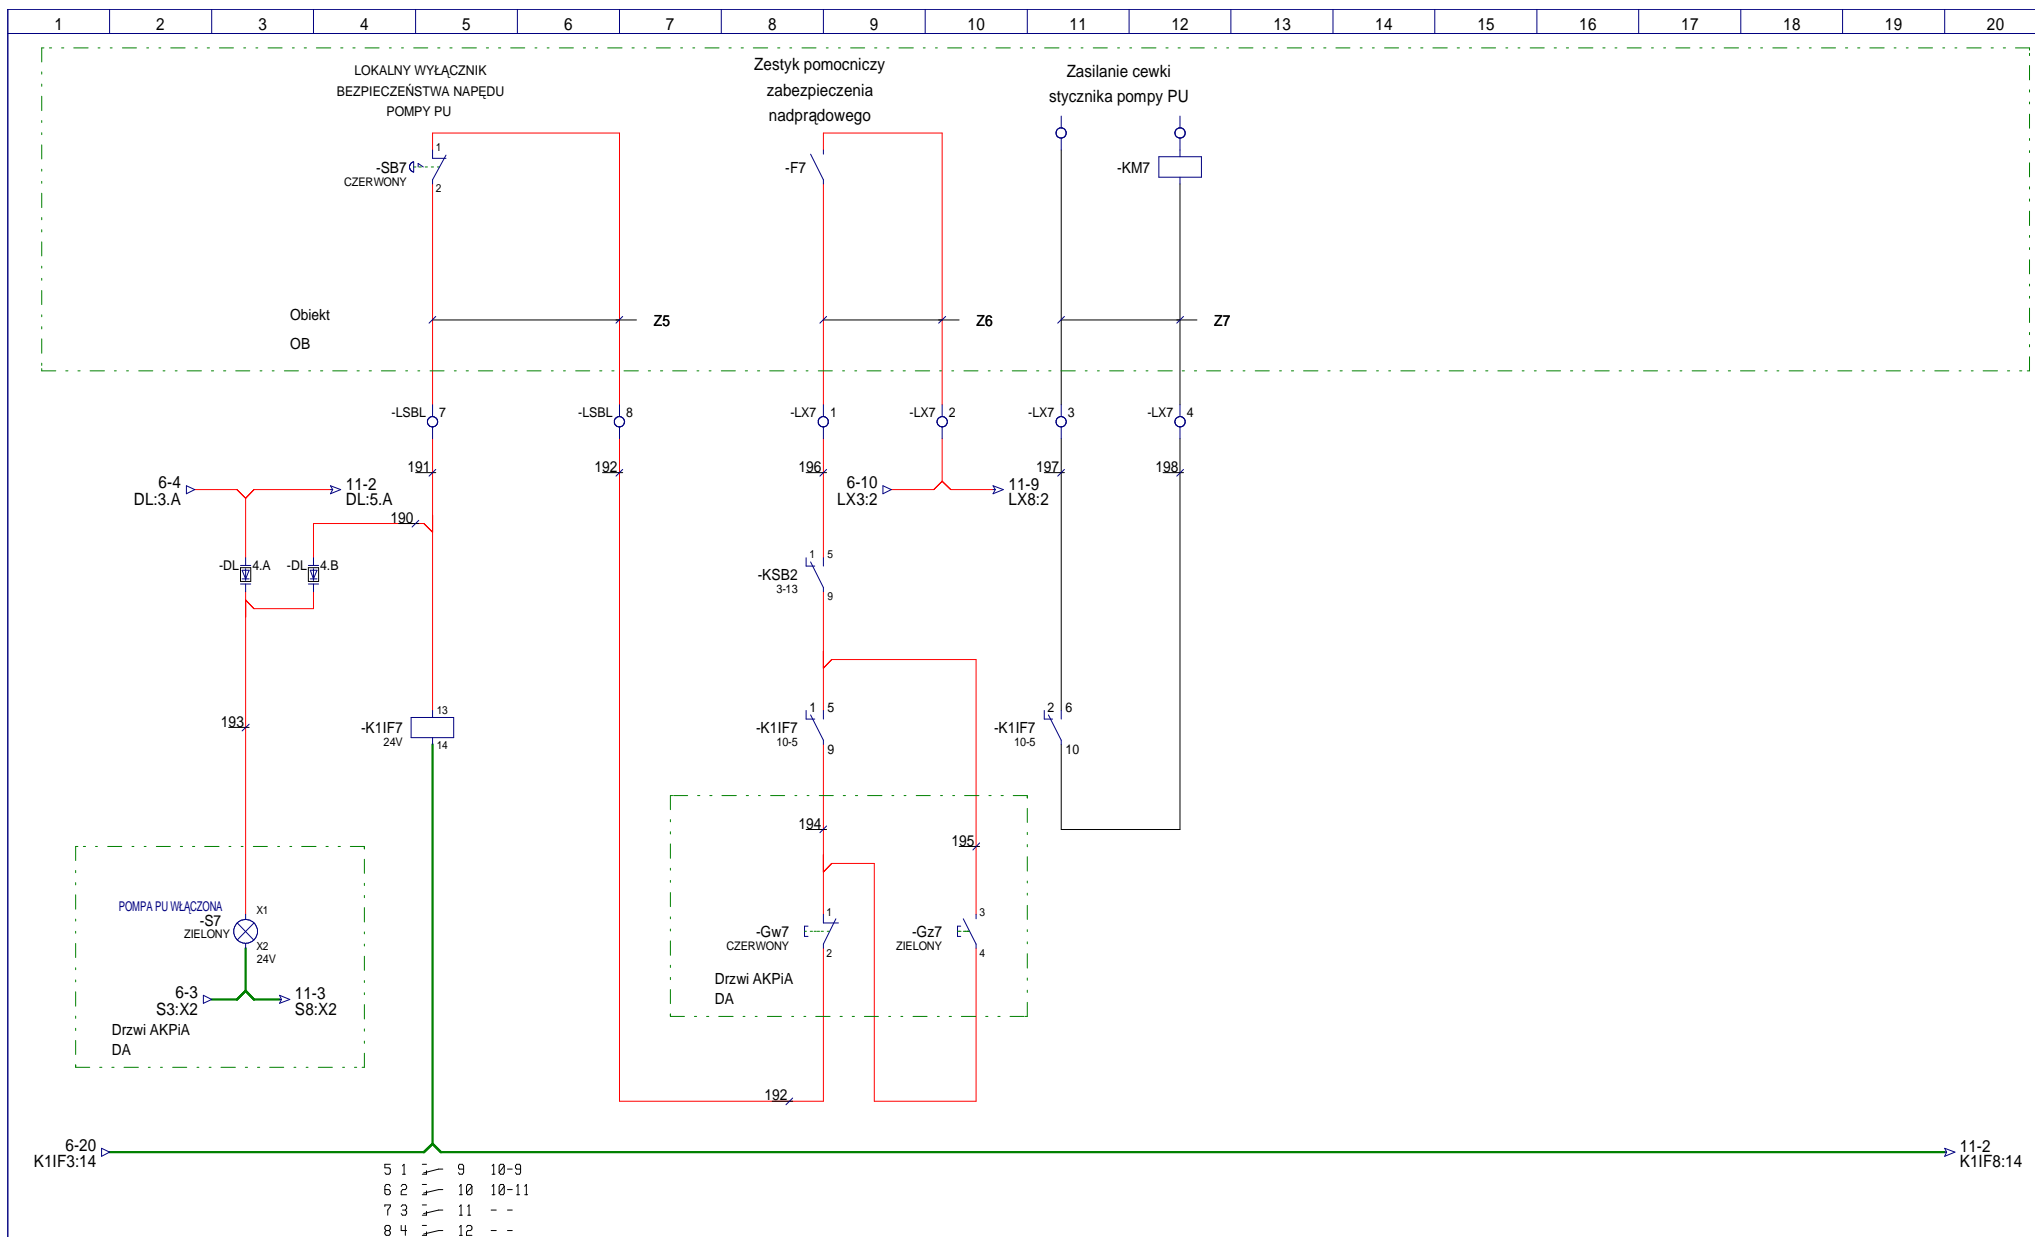 1 2 3 4 5 6 7 8 9 10 11 12 13 14 15 16 17 18 19 20
LOKALNY WYŁĄCZNIK
BEZPIECZEŃSTWA NAPĘDU
POMPY PU
Zestyk pomocniczy
zabezpieczenia
nadprądowego
Zasilanie cewki
stycznika pompy PU
1
-SB7
CZERWONY
2
-F7
-KM7
Obiekt
OB
Z5
Z6
Z7
-LSBL 7
-LSBL 8
-LX7 1
-LX7 2
-LX7 3
-LX7 4
191
192
196
197
198
6-4
DL:3.A
11-2
DL:5.A
6-10
LX3:2
11-9
LX8:2
190
-DL 4.A
-DL 4.B
1 5
-KSB2
3-13
9
193
13
-K1IF7
24V
14
1 5
-K1IF7
10-5
9
2 6
-K1IF7
10-5
10
194
195
POMPA PU WŁĄCZONA
X1
-S7
ZIELONY
X2
24V
6-3
S3:X2
11-3
S8:X2
Drzwi AKPiA
DA
1
-Gw7
CZERWONY
2
3
-Gz7
ZIELONY
4
Drzwi AKPiA
DA
192
6-20
K1IF3:14
11-2
K1IF8:14
5 1 9 10-9
6 2 10 10-11
7 3 11 - -
8 4 12 - -